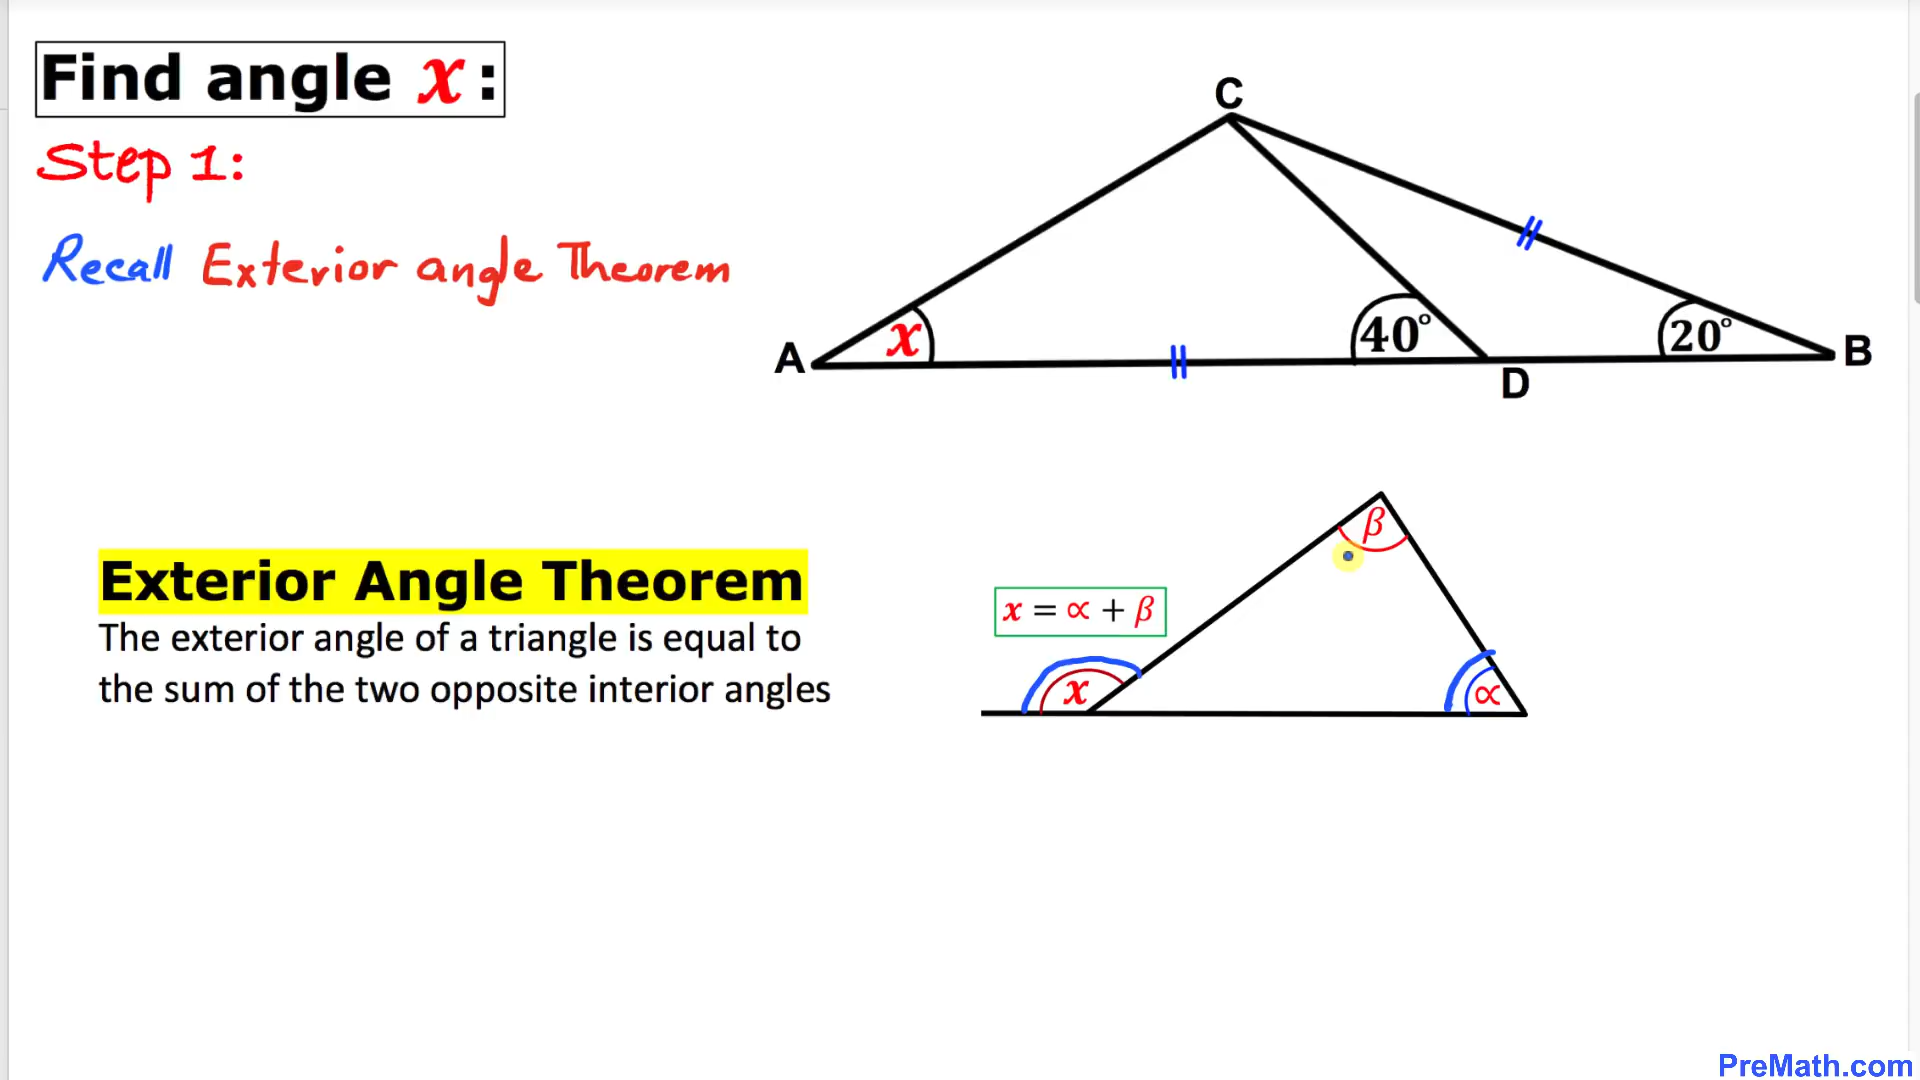 Find angle x :
Step 1:
Recall Exterior angle Theorem
C
A
x
40°
20°
B
D
Exterior Angle Theorem
The exterior angle of a triangle is equal to
the sum of the two opposite interior angles
β
x = ∝ + β
x
∝
PreMath.com